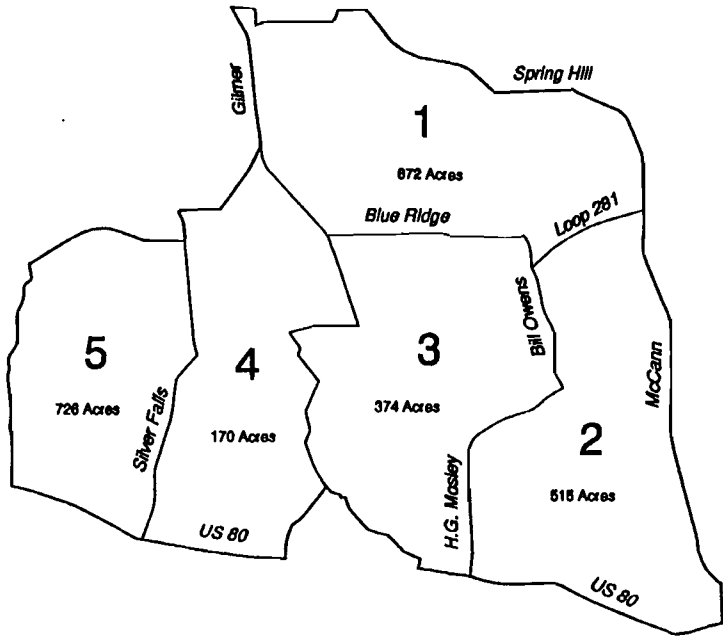 Spring Hill
Gilmer
1
672 Acres
Loop 281
Blue Ridge
Bill Owens
5
726 Acres
4
170 Acres
3
374 Acres
McCann
Silver Falls
2
515 Acres
H.G. Mosley
US 80
US 80